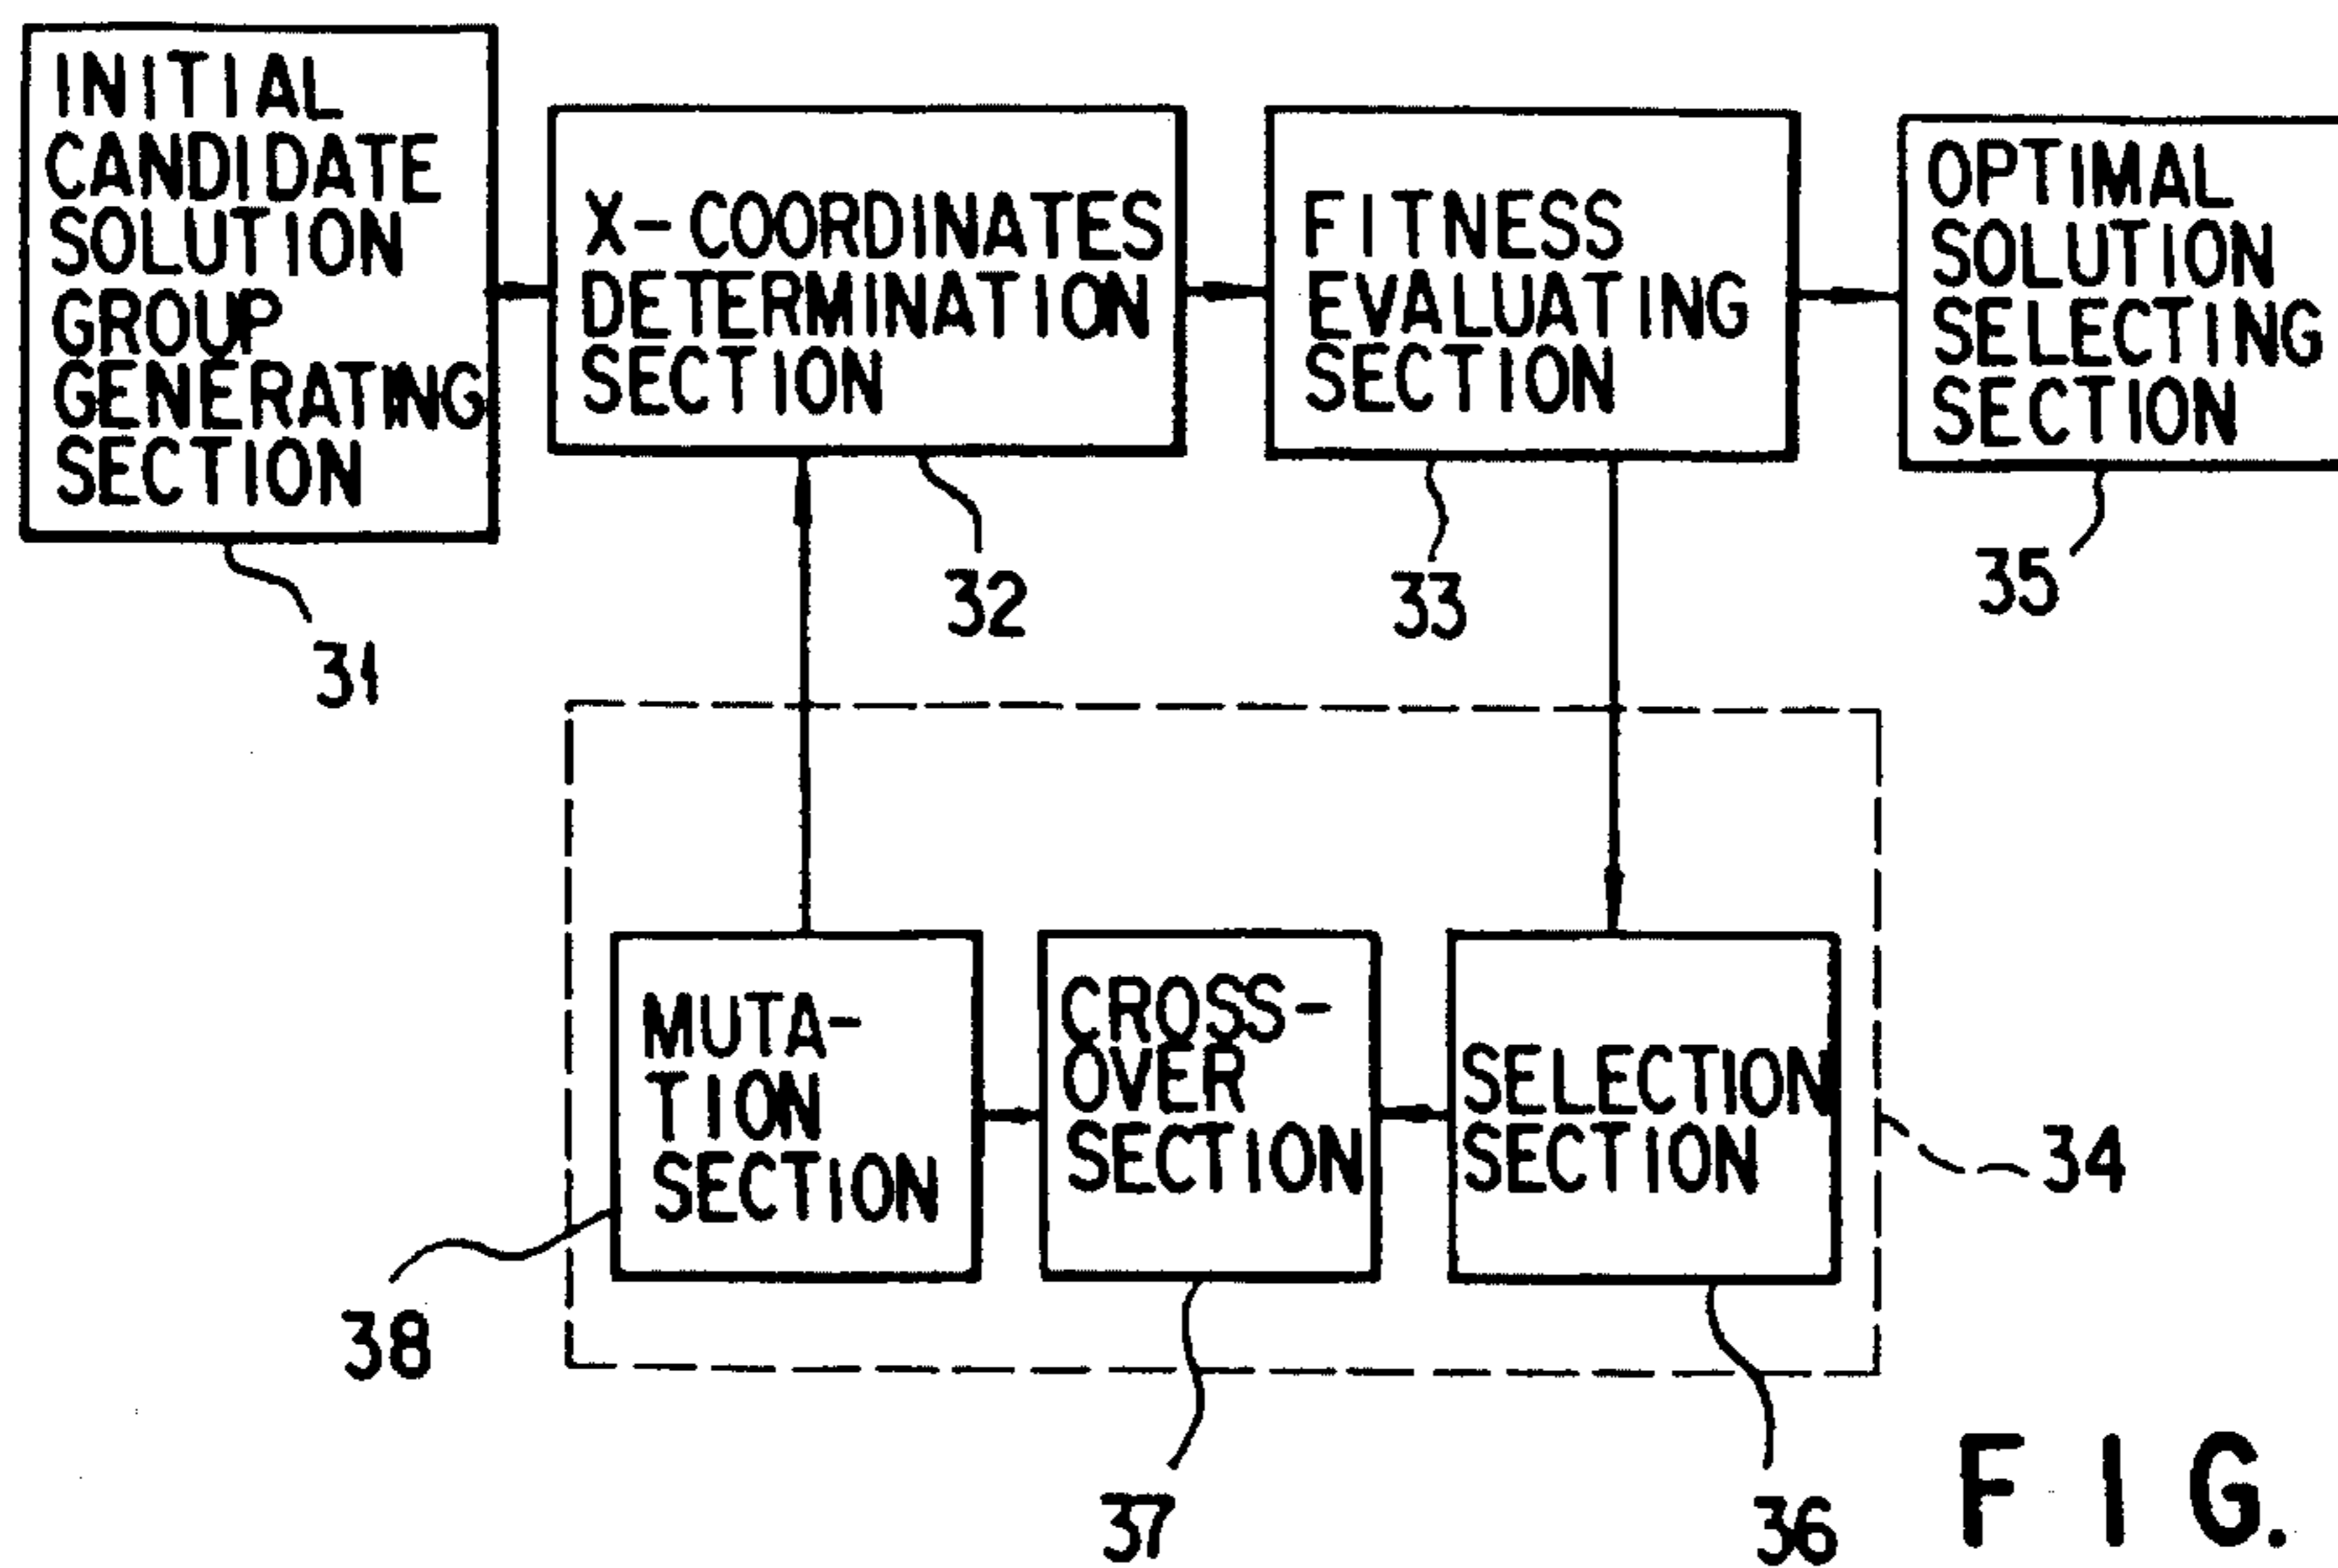 INITIAL
CANDIDATE
SOLUTION
GROUP
GENERATING
SECTION
X-COORDINATES
DETERMINATION
SECTION
FITNESS
EVALUATING
SECTION
OPTIMAL
SOLUTION
SELECTING
SECTION
31
32
33
35
MUTA-
TION
SECTION
CROSS-
OVER
SECTION
SELECTION
SECTION
34
38
37
36
FIG.